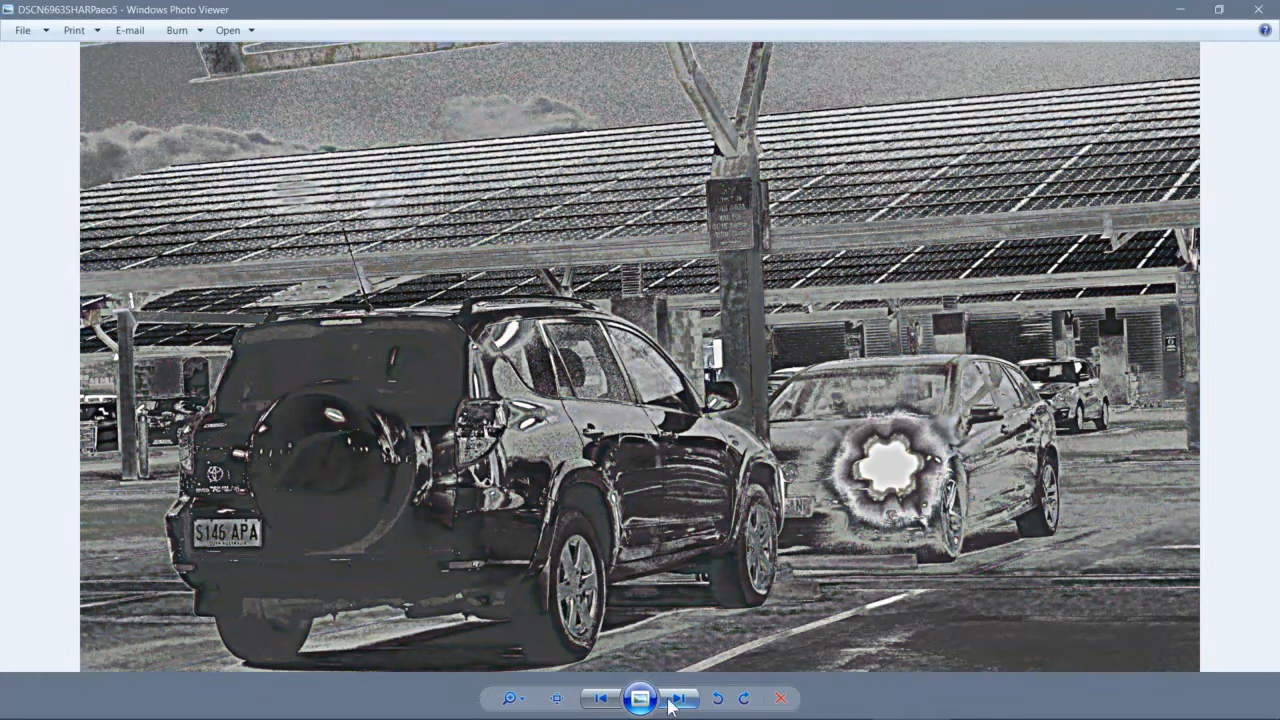 DSCN6963SHARPaeo5 - Windows Photo Viewer
File Print E-mail Burn Open
S146 APA